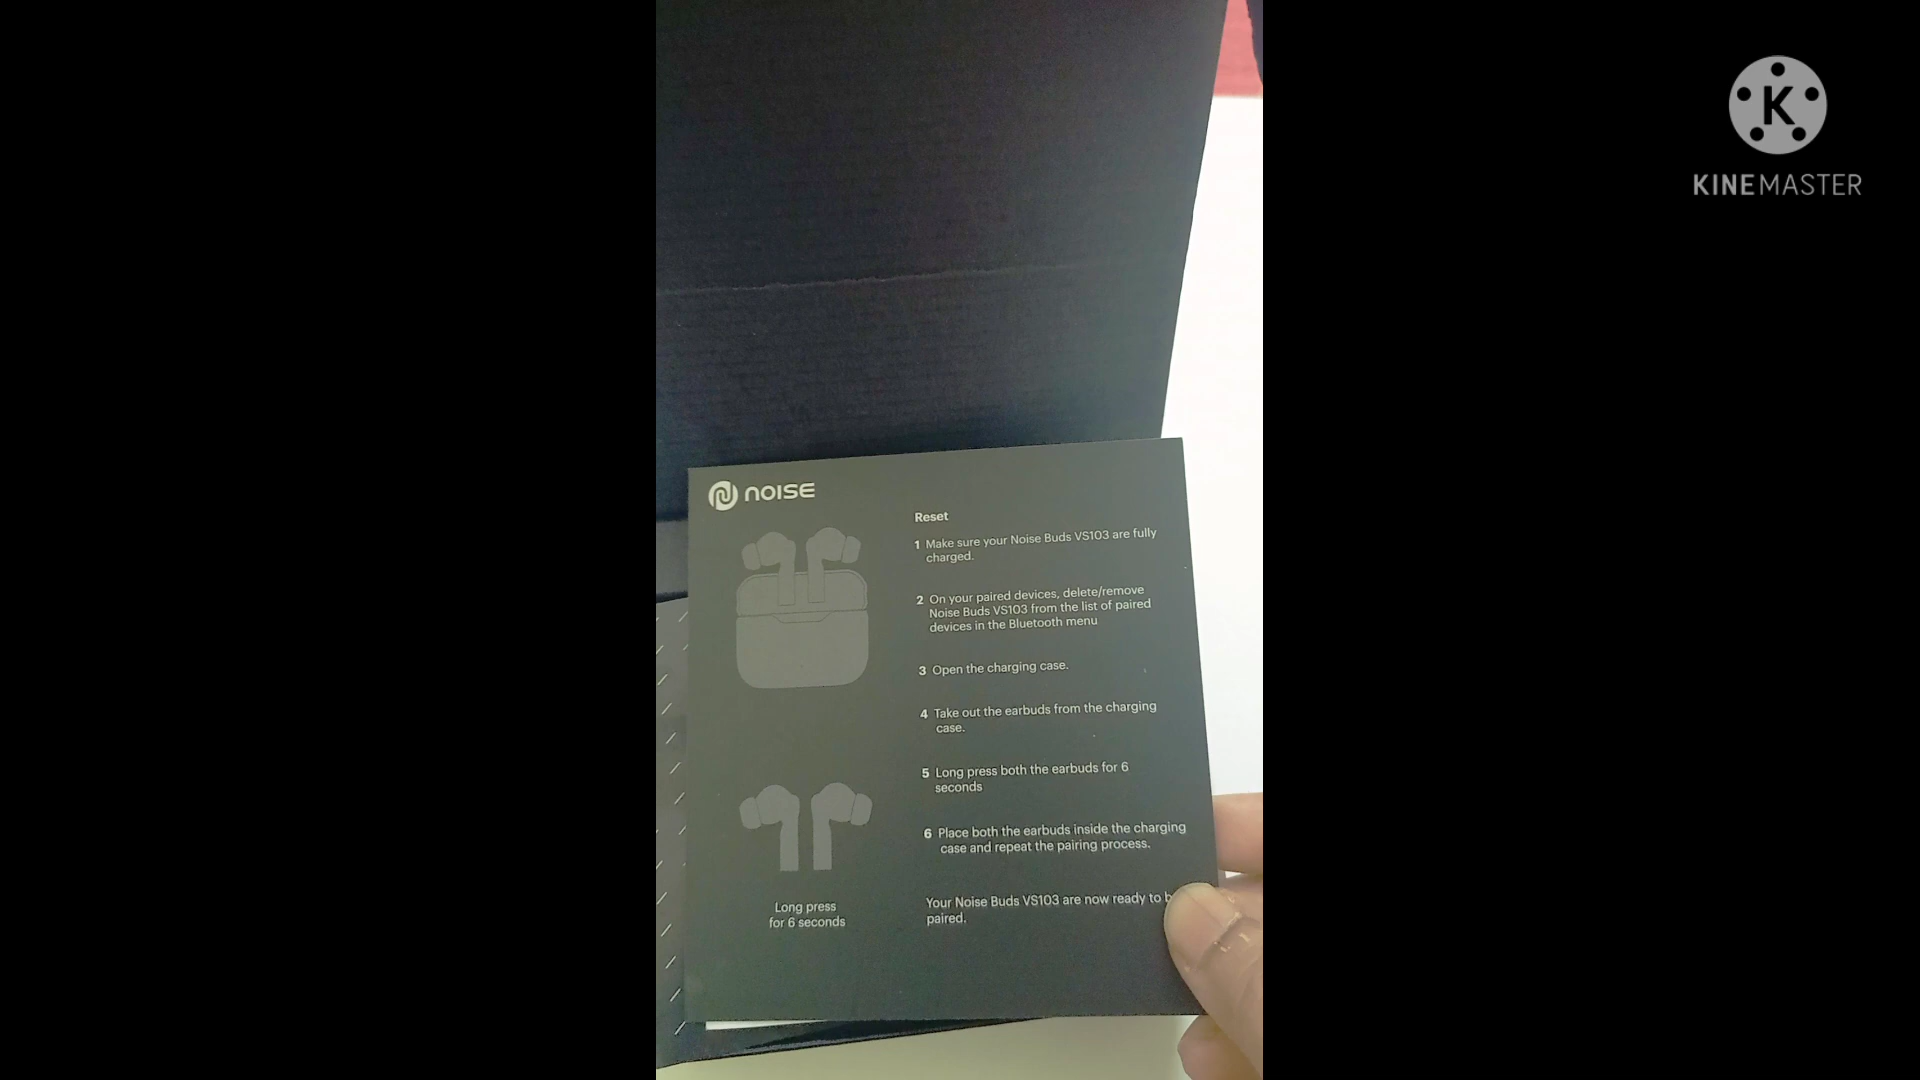 K
KINEMASTER
NOISE
Reset
1 Make sure your Noise Buds VS103 are fully
charged.
2 On your paired devices, delete/remove
Noise Buds VS103 from the list of paired
devices in the Bluetooth menu
3 Open the charging case.
4 Take out the earbuds from the charging
case.
5 Long press both the earbuds for 6
seconds
6 Place both the earbuds inside the charging
case and repeat the pairing process.
Your Noise Buds VS103 are now ready to
paired.
Long press
for 6 seconds